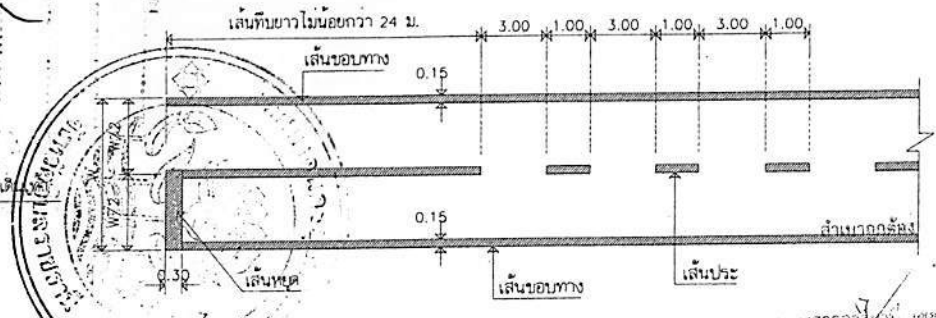 เส้นทึบยาวไม่น้อยกว่า 24 ม.
3.00 1.00 3.00 1.00 3.00 1.00
เส้นขอบทาง
0.15
W/2
W/2
0.15
สำเนาถูกต้อง
0.30
เส้นหยุด
เส้นขอบทาง
เส้นประ